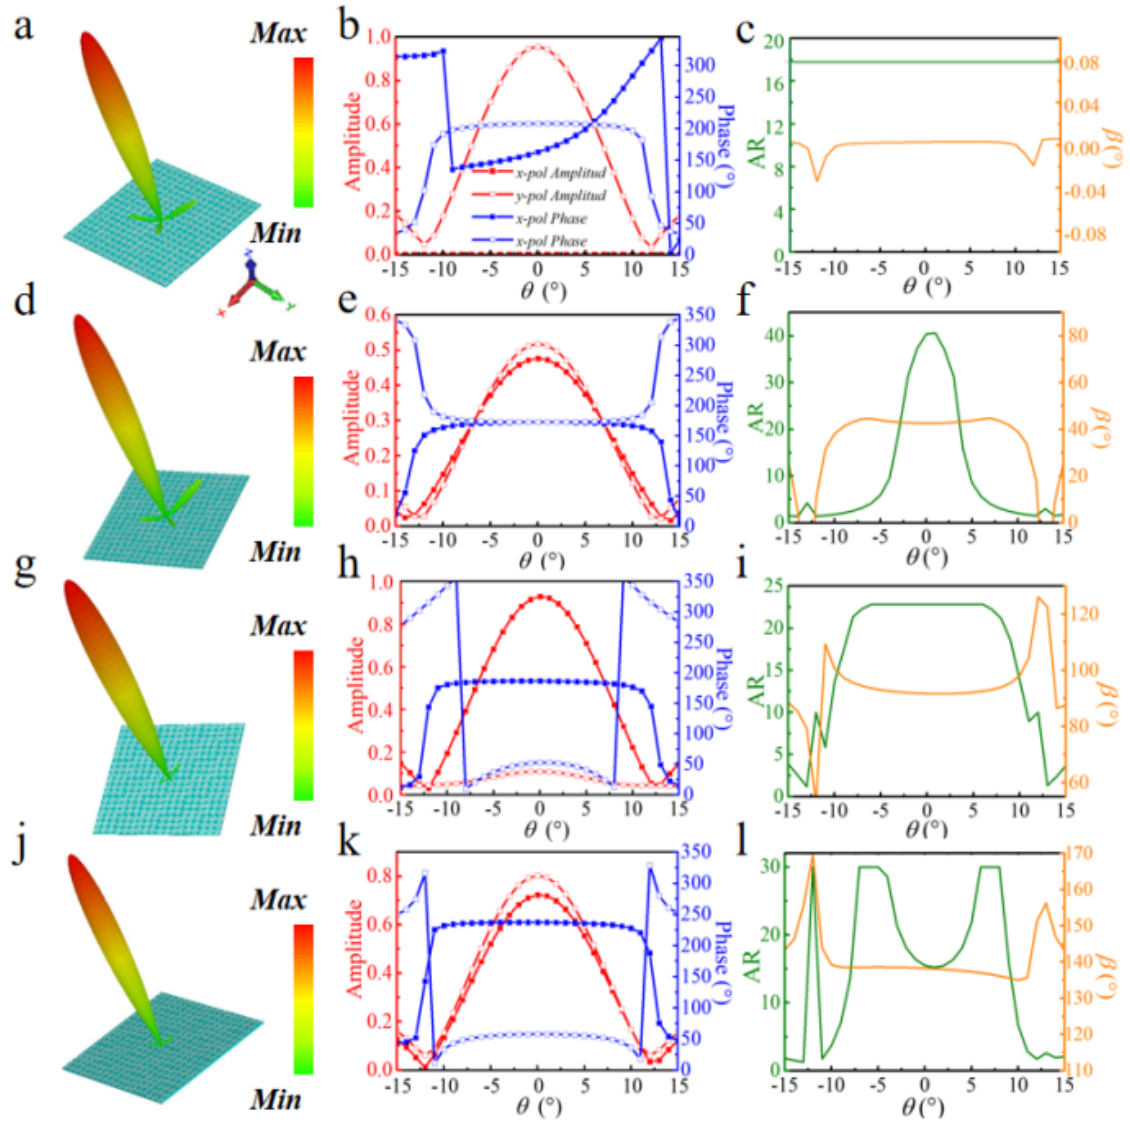 a
Max
Min
X
Y
Z
b
1.0
0.8
0.6
0.4
0.2
0.0
Amplitude
350
300
250
200
150
100
50
0
Phase (°)
x-pol Amplitud
y-pol Amplitud
x-pol Phase
x-pol Phase
-15 -10 -5 0 5 10 15
θ (°)
c
20
16
12
8
4
0
AR
0.08
0.04
0.00
-0.04
-0.08
β (°)
-15 -10 -5 0 5 10 15
θ (°)
d
Max
Min
e
0.6
0.5
0.4
0.3
0.2
0.1
0.0
Amplitude
350
300
250
200
150
100
50
0
Phase (°)
-15 -10 -5 0 5 10 15
θ (°)
f
40
30
20
10
0
AR
80
60
40
20
0
β (°)
-15 -10 -5 0 5 10 15
θ (°)
g
Max
Min
h
1.0
0.8
0.6
0.4
0.2
0.0
Amplitude
350
300
250
200
150
100
50
0
Phase (°)
-15 -10 -5 0 5 10 15
θ (°)
i
25
20
15
10
5
0
AR
120
100
80
60
β (°)
-15 -10 -5 0 5 10 15
θ (°)
j
Max
Min
k
0.8
0.6
0.4
0.2
0.0
Amplitude
350
300
250
200
150
100
50
0
Phase (°)
-15 -10 -5 0 5 10 15
θ (°)
l
30
20
10
0
AR
170
160
150
140
130
120
110
β (°)
-15 -10 -5 0 5 10 15
θ (°)